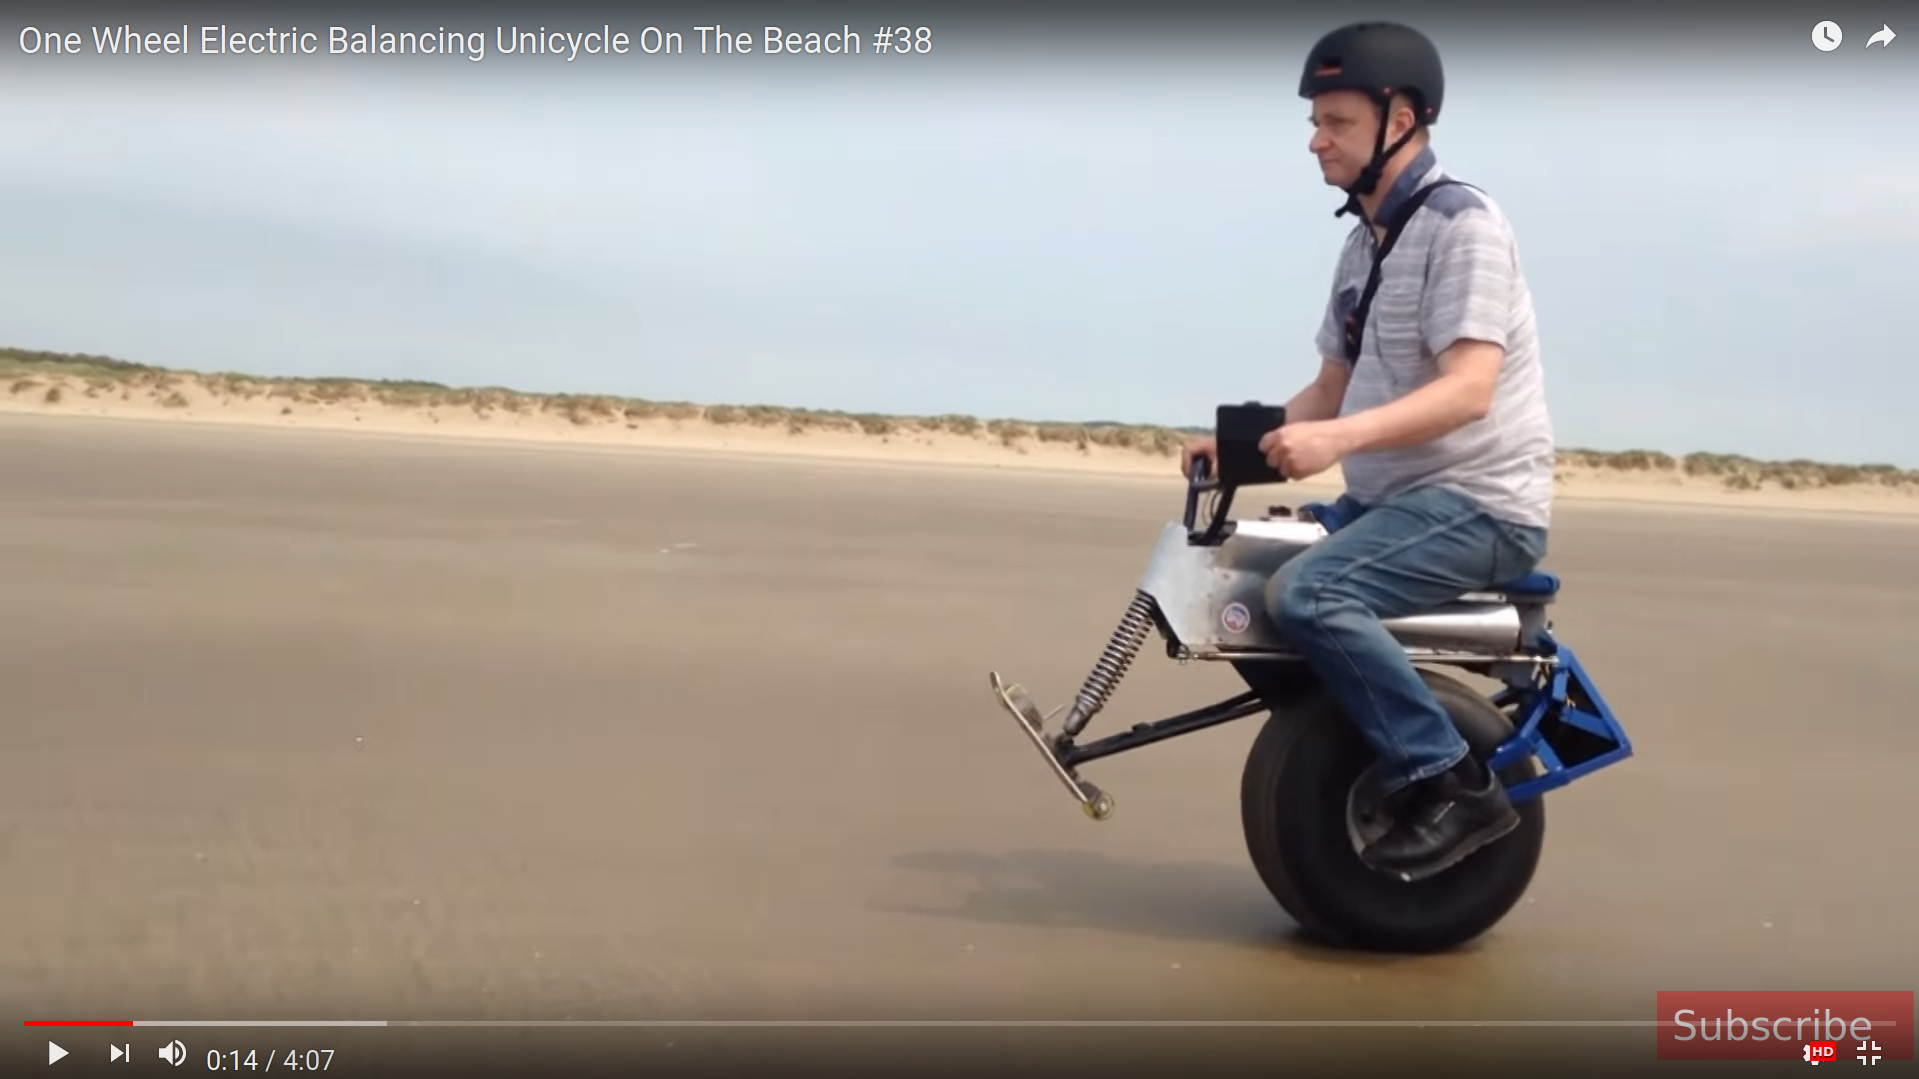 One Wheel Electric Balancing Unicycle On The Beach #38
Subscribe
0:14 / 4:07
HD